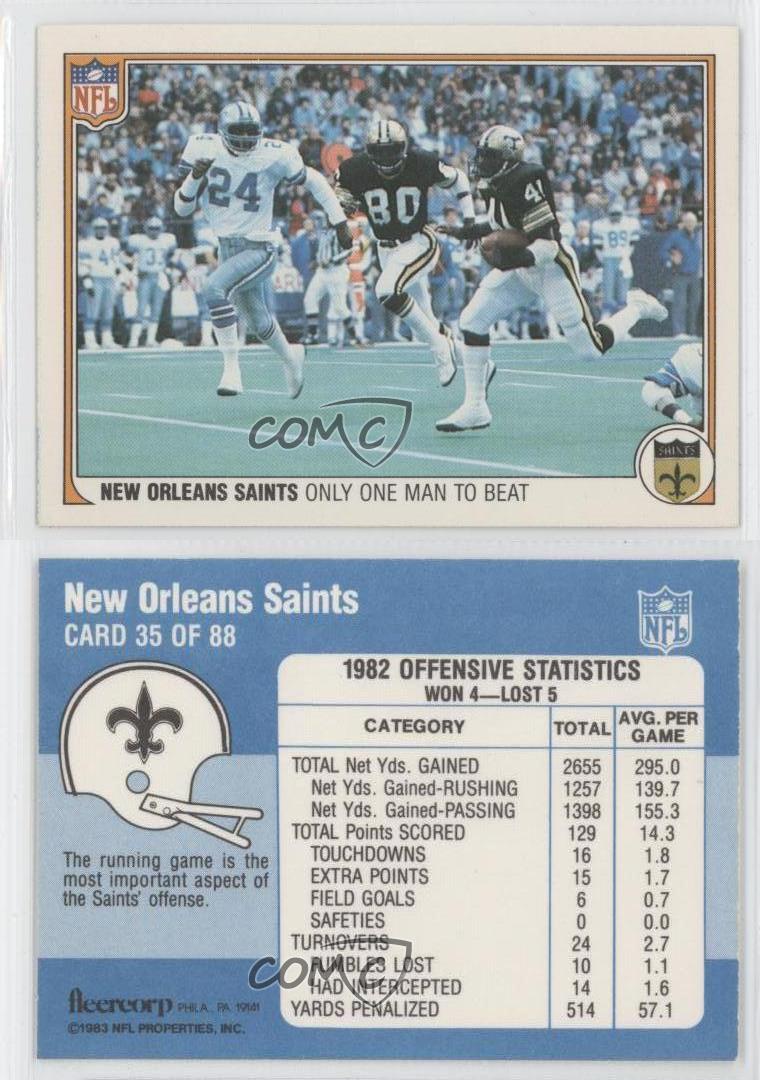 NFL
24
80
41
44
33
89
COMC
SAINTS
NEW ORLEANS SAINTS ONLY ONE MAN TO BEAT
New Orleans Saints
CARD 35 OF 88
NFL
1982 OFFENSIVE STATISTICS
WON 4—LOST 5
CATEGORY TOTAL AVG. PER GAME
TOTAL Net Yds. GAINED 2655 295.0
Net Yds. Gained-RUSHING 1257 139.7
Net Yds. Gained-PASSING 1398 155.3
TOTAL Points SCORED 129 14.3
TOUCHDOWNS 16 1.8
EXTRA POINTS 15 1.7
FIELD GOALS 6 0.7
SAFETIES 0 0.0
TURNOVERS 24 2.7
FUMBLES LOST 10 1.1
HAD INTERCEPTED 14 1.6
YARDS PENALIZED 514 57.1
The running game is the
most important aspect of
the Saints' offense.
COMC
fleercorp PHILA., PA. 19141
©1983 NFL PROPERTIES, INC.